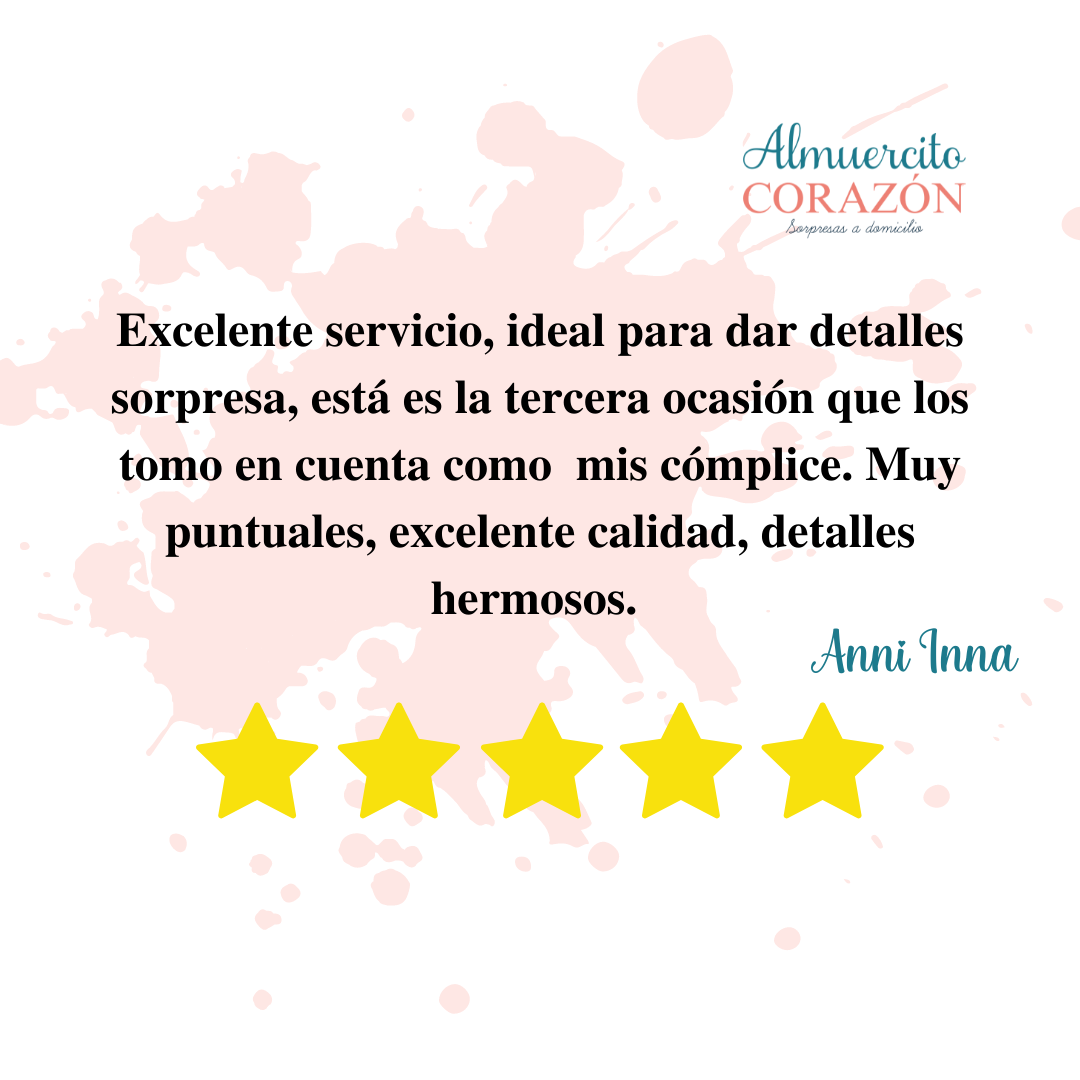 Almuercito
CORAZÓN
Sorpresas a domicilio
Excelente servicio, ideal para dar detalles
sorpresa, está es la tercera ocasión que los
tomo en cuenta como  mis cómplice. Muy
puntuales, excelente calidad, detalles
hermosos.
Anni Inna